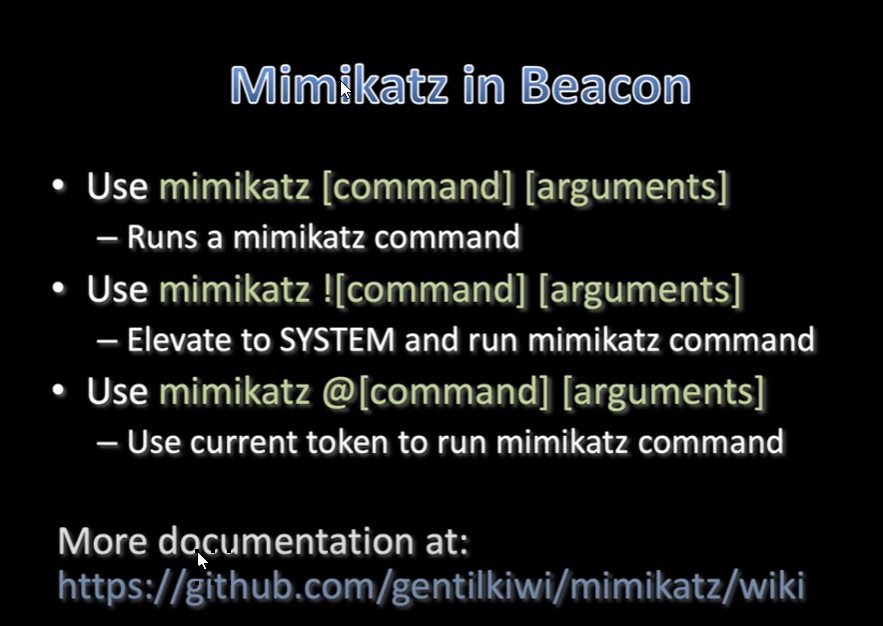 Mimikatz in Beacon
• Use mimikatz [command] [arguments]
– Runs a mimikatz command
• Use mimikatz ![command] [arguments]
– Elevate to SYSTEM and run mimikatz command
• Use mimikatz @[command] [arguments]
– Use current token to run mimikatz command
More documentation at:
https://github.com/gentilkiwi/mimikatz/wiki